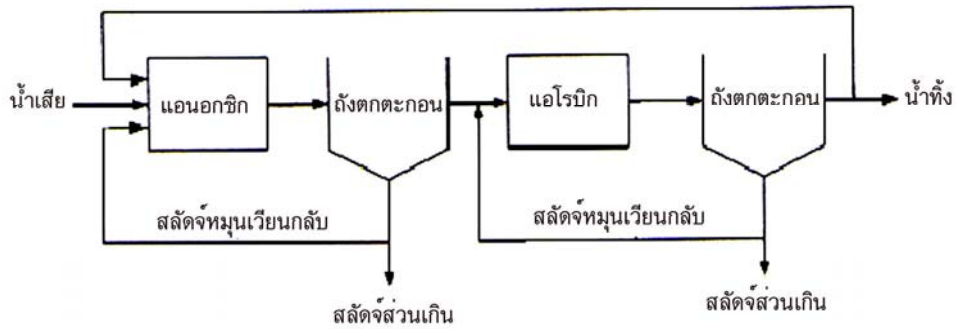 น้ำเสีย
แอนอกซิก
ถังตกตะกอน
แอโรบิก
ถังตกตะกอน
น้ำทิ้ง
สลัดจ์หมุนเวียนกลับ
สลัดจ์หมุนเวียนกลับ
สลัดจ์ส่วนเกิน
สลัดจ์ส่วนเกิน